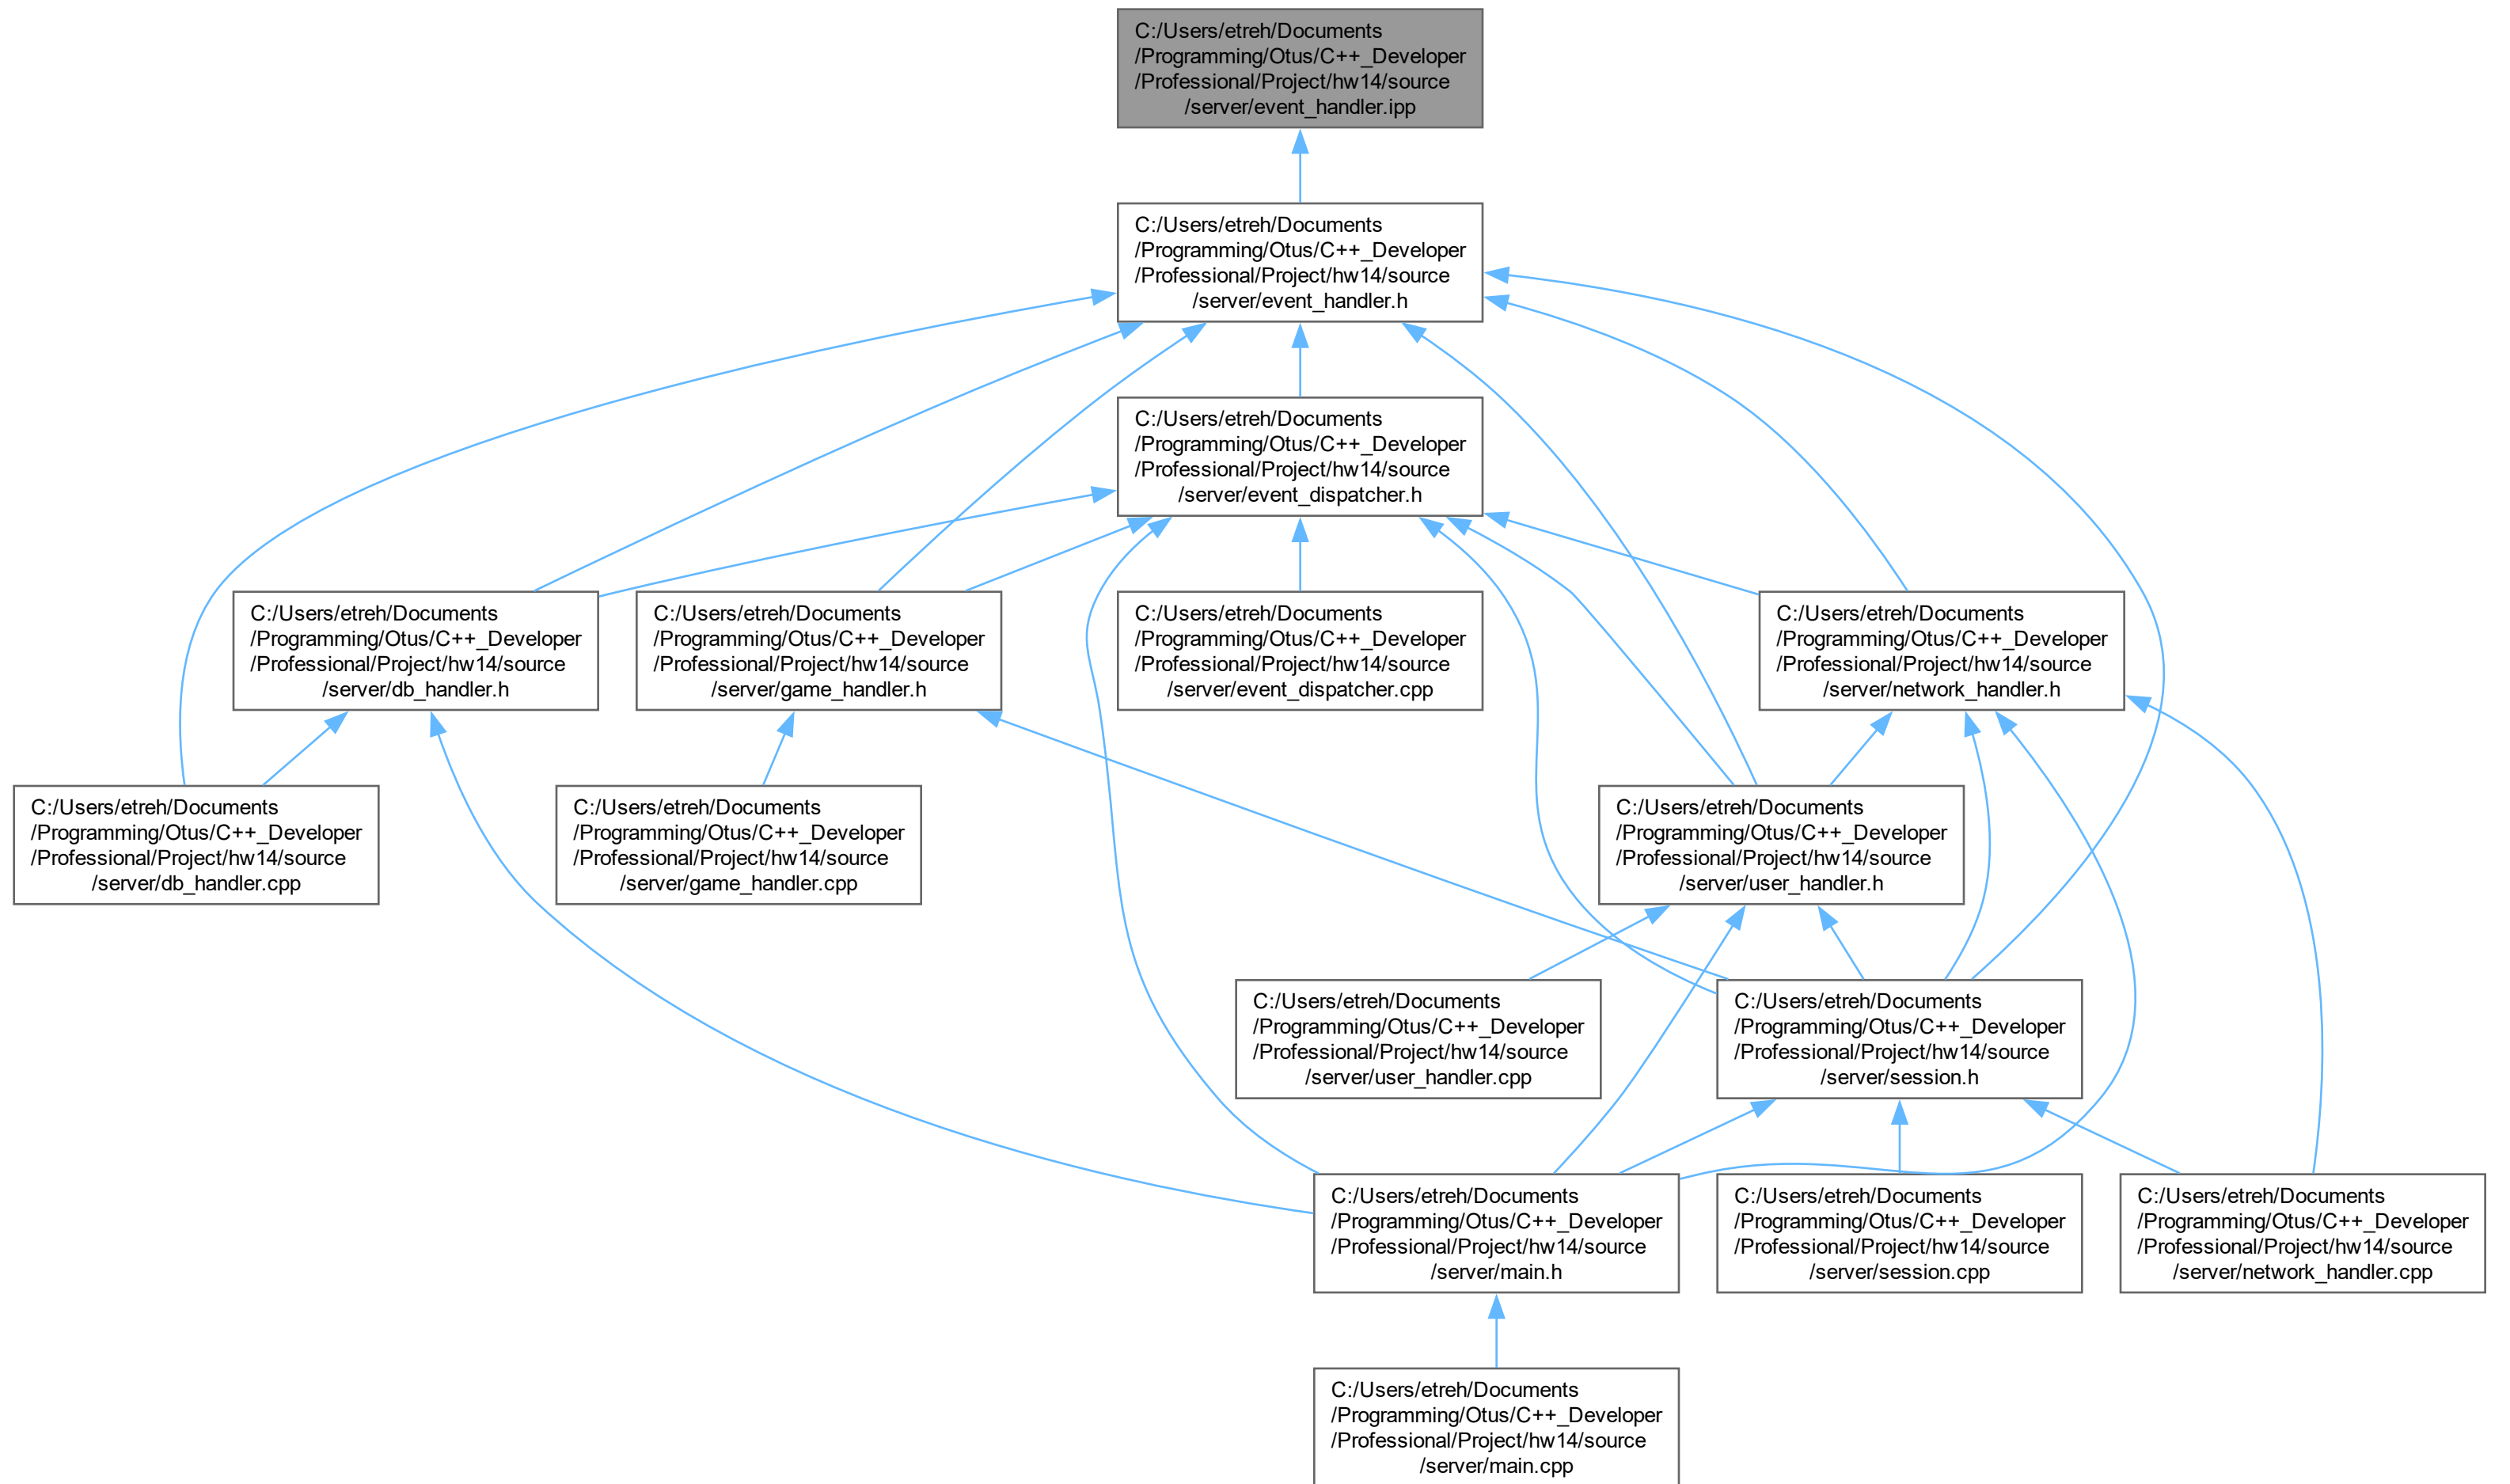 C:/Users/etreh/Documents
/Programming/Otus/C++_Developer
/Professional/Project/hw14/source
/server/event_handler.ipp
C:/Users/etreh/Documents
/Programming/Otus/C++_Developer
/Professional/Project/hw14/source
/server/event_handler.h
C:/Users/etreh/Documents
/Programming/Otus/C++_Developer
/Professional/Project/hw14/source
/server/event_dispatcher.h
C:/Users/etreh/Documents
/Programming/Otus/C++_Developer
/Professional/Project/hw14/source
/server/db_handler.h
C:/Users/etreh/Documents
/Programming/Otus/C++_Developer
/Professional/Project/hw14/source
/server/game_handler.h
C:/Users/etreh/Documents
/Programming/Otus/C++_Developer
/Professional/Project/hw14/source
/server/event_dispatcher.cpp
C:/Users/etreh/Documents
/Programming/Otus/C++_Developer
/Professional/Project/hw14/source
/server/network_handler.h
C:/Users/etreh/Documents
/Programming/Otus/C++_Developer
/Professional/Project/hw14/source
/server/db_handler.cpp
C:/Users/etreh/Documents
/Programming/Otus/C++_Developer
/Professional/Project/hw14/source
/server/game_handler.cpp
C:/Users/etreh/Documents
/Programming/Otus/C++_Developer
/Professional/Project/hw14/source
/server/user_handler.h
C:/Users/etreh/Documents
/Programming/Otus/C++_Developer
/Professional/Project/hw14/source
/server/user_handler.cpp
C:/Users/etreh/Documents
/Programming/Otus/C++_Developer
/Professional/Project/hw14/source
/server/session.h
C:/Users/etreh/Documents
/Programming/Otus/C++_Developer
/Professional/Project/hw14/source
/server/main.h
C:/Users/etreh/Documents
/Programming/Otus/C++_Developer
/Professional/Project/hw14/source
/server/session.cpp
C:/Users/etreh/Documents
/Programming/Otus/C++_Developer
/Professional/Project/hw14/source
/server/network_handler.cpp
C:/Users/etreh/Documents
/Programming/Otus/C++_Developer
/Professional/Project/hw14/source
/server/main.cpp